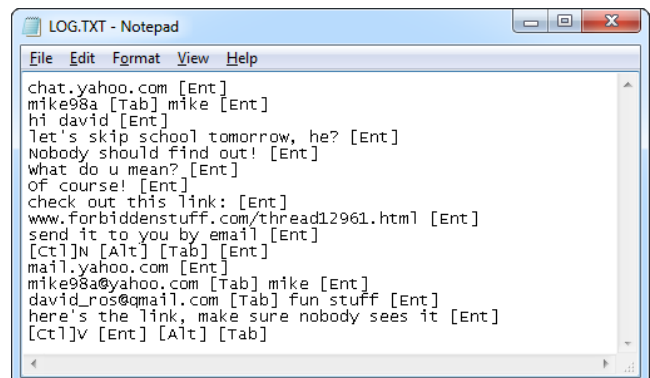 LOG.TXT - Notepad
File Edit Format View Help
chat.yahoo.com [Ent]
mike98a [Tab] mike [Ent]
hi david [Ent]
let's skip school tomorrow, he? [Ent]
Nobody should find out! [Ent]
What do u mean? [Ent]
Of course! [Ent]
check out this link: [Ent]
www.forbiddenstuff.com/thread12961.html [Ent]
send it to you by email [Ent]
[Ctl]N [Alt] [Tab] [Ent]
mail.yahoo.com [Ent]
mike98a@yahoo.com [Tab] mike [Ent]
david_ros@qmail.com [Tab] fun stuff [Ent]
here's the link, make sure nobody sees it [Ent]
[Ctl]V [Ent] [Alt] [Tab]